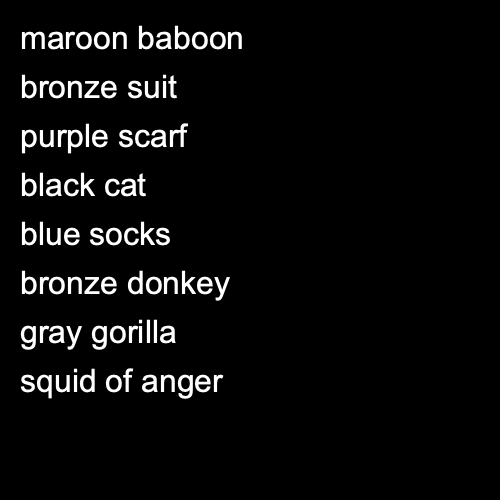 maroon baboon
bronze suit
purple scarf
black cat
blue socks
bronze donkey
gray gorilla
squid of anger